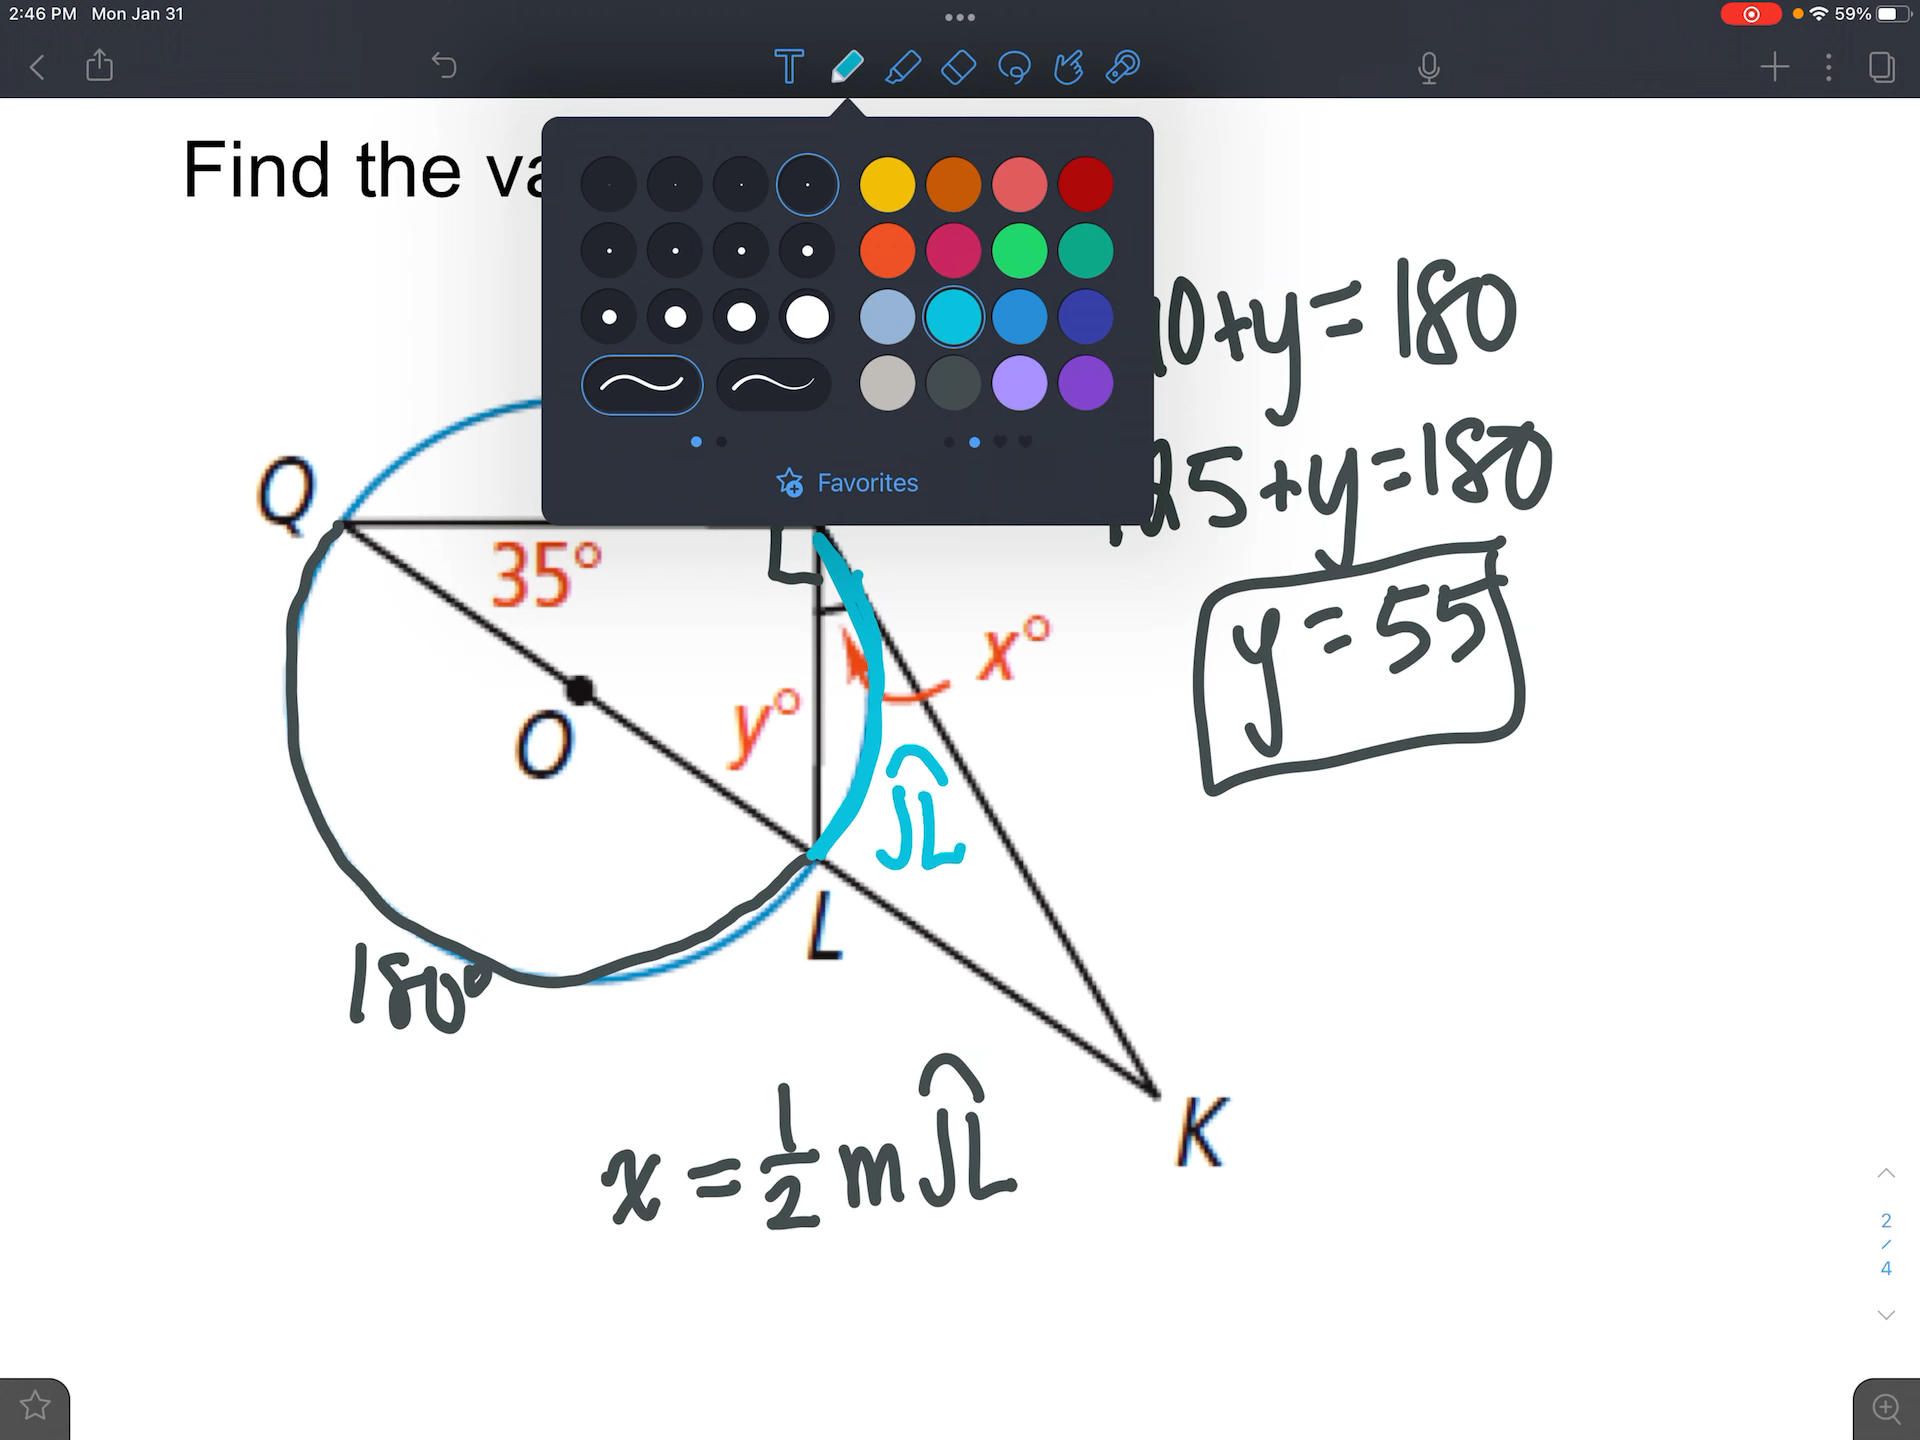 2:46 PM Mon Jan 31
59%
Find the va
0+y=180
25+y=180
y=55
Favorites
Q
35°
x°
y°
O
JL
L
180°
K
x=1/2 mJL
2
/
4